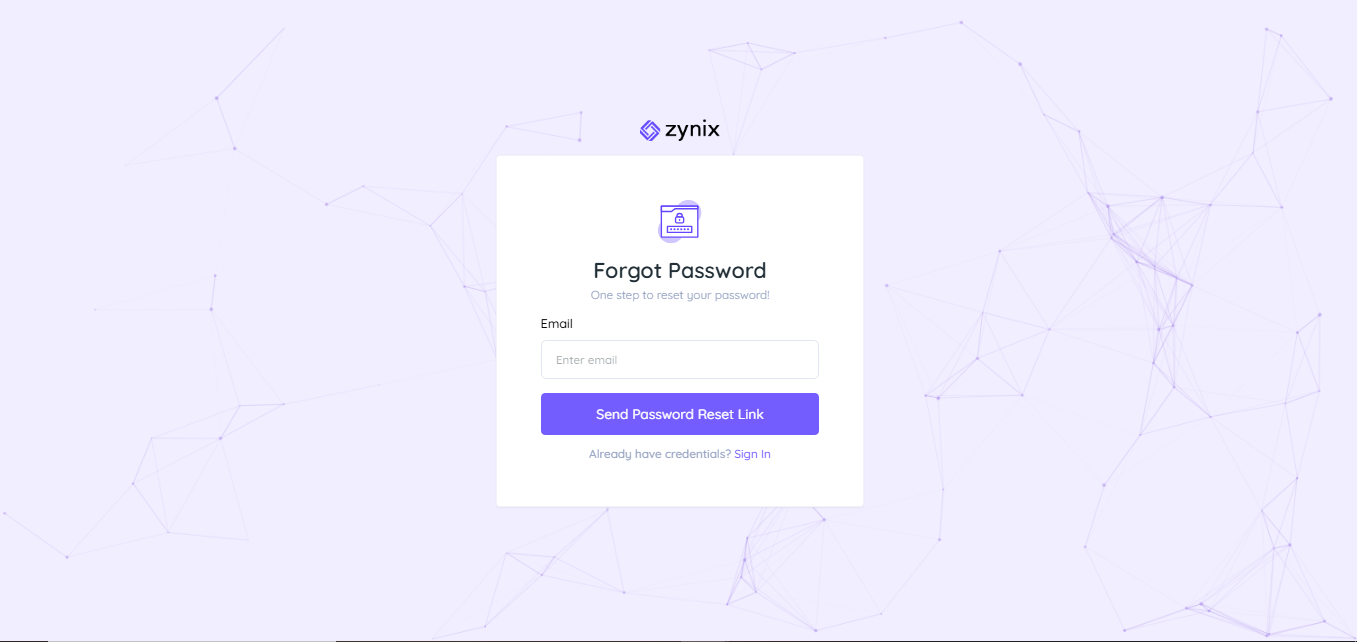 zynix
Forgot Password
One step to reset your password!
Email
Enter email
Send Password Reset Link
Already have credentials? Sign In